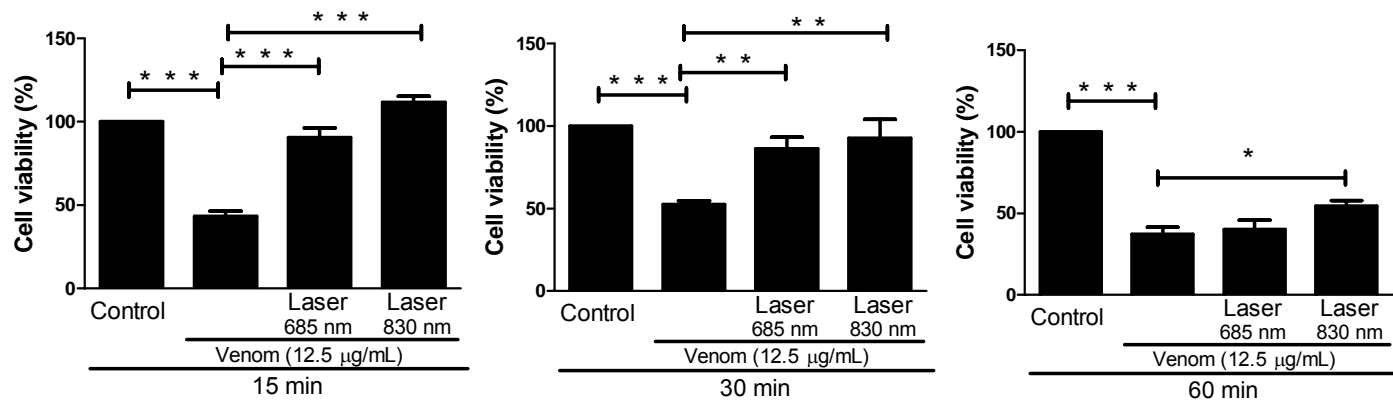 * * *
* * *
* * *
Cell viability (%)
150
100
50
0
Control
Laser
685 nm
Laser
830 nm
Venom (12.5 μg/mL)
15 min
* *
* *
* * *
Cell viability (%)
150
100
50
0
Control
Laser
685 nm
Laser
830 nm
Venom (12.5 μg/mL)
30 min
* * *
*
Cell viability (%)
150
100
50
0
Control
Laser
685 nm
Laser
830 nm
Venom (12.5 μg/mL)
60 min